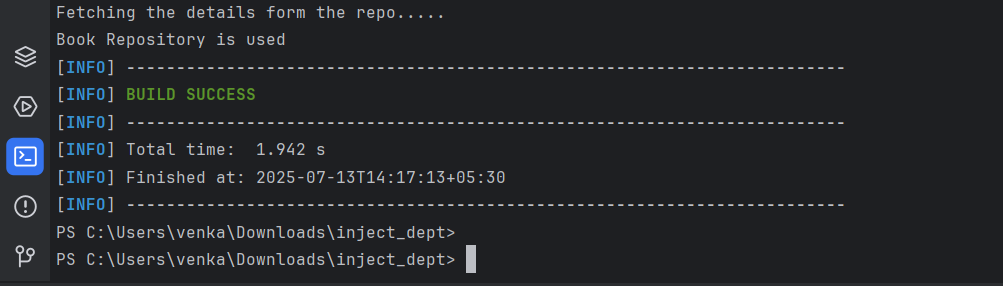 Fetching the details form the repo.....
Book Repository is used
[INFO] ------------------------------------------------------------------------
[INFO] BUILD SUCCESS
[INFO] ------------------------------------------------------------------------
[INFO] Total time:  1.942 s
[INFO] Finished at: 2025-07-13T14:17:13+05:30
[INFO] ------------------------------------------------------------------------
PS C:\Users\venka\Downloads\inject_dept>
PS C:\Users\venka\Downloads\inject_dept>